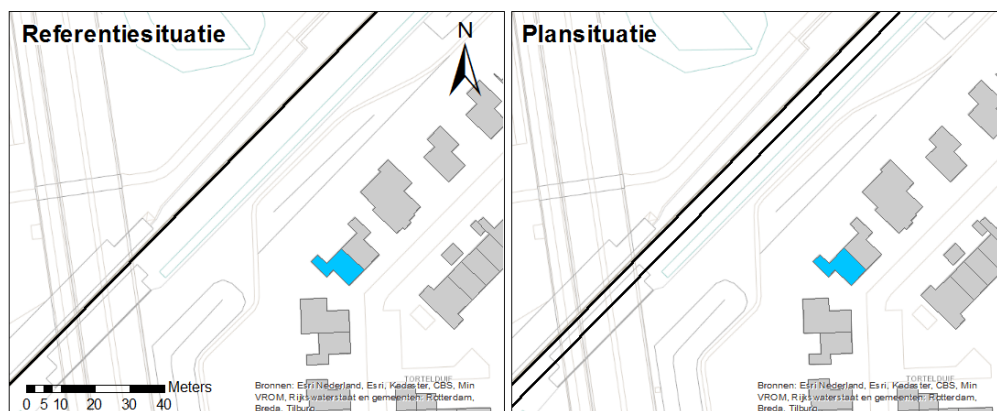 Referentiesituatie
N
TORTELDUIF
Meters
0 5 10 20 30 40
Bronnen: Esri Nederland, Esri, Kadaster, CBS, Min
VROM, Rijkswaterstaat en gemeenten: Rotterdam,
Breda, Tilburg
Plansituatie
TORTELDUIF
Bronnen: Esri Nederland, Esri, Kadaster, CBS, Min
VROM, Rijkswaterstaat en gemeenten: Rotterdam,
Breda, Tilburg